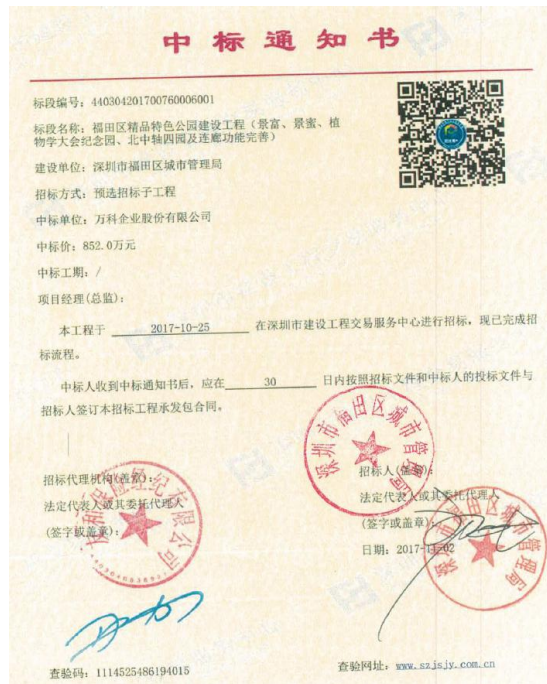 中标通知书
标段编号：440304201700760006001
标段名称：福田区精品特色公园建设工程（景富、景蜜、植
物学大会纪念园、北中轴四园及连廊功能完善）
建设单位：深圳市福田区城市管理局
招标方式：预选招标子工程
中标单位：万科企业股份有限公司
中标价：852.0万元
中标工期：/
项目经理(总监)：
本工程于 2017-10-25 在深圳市建设工程交易服务中心进行招标，现已完成招
标流程。
中标人收到中标通知书后，应在 30 日内按照招标文件和中标人的投标文件与
招标人签订本招标工程承发包合同。
深圳市福田区城市管理局
招标代理机构(盖章)：
法定代表人或其委托代理人
(签字或盖章)：
招标人(盖章)：
法定代表人或其委托代理人
(签字或盖章)：
日期：2017-11-02
深圳市福田区城市管理局
查验码：1114525486194015
查验网址：www.szjsjy.com.cn